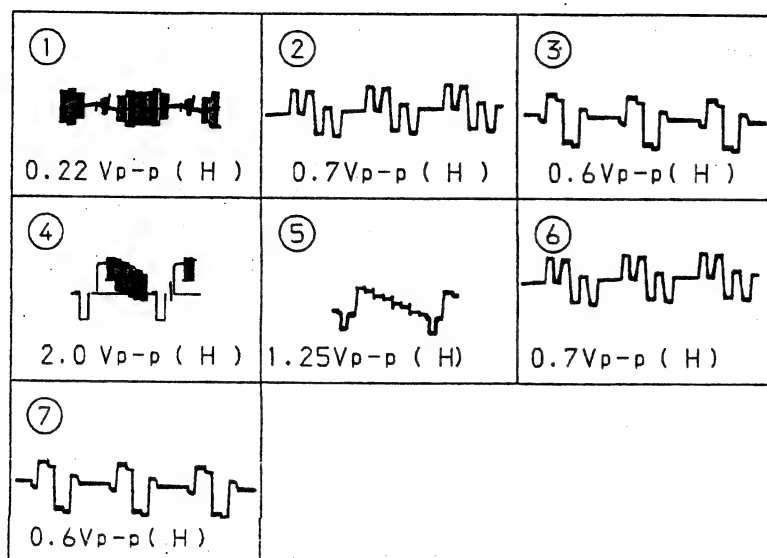 ①
②
③
0.22 Vp-p ( H )
0.7Vp-p ( H )
0.6Vp-p( H )
④
⑤
⑥
2.0 Vp-p ( H )
1.25Vp-p ( H)
0.7Vp-p ( H )
⑦
0.6Vp-p( H )